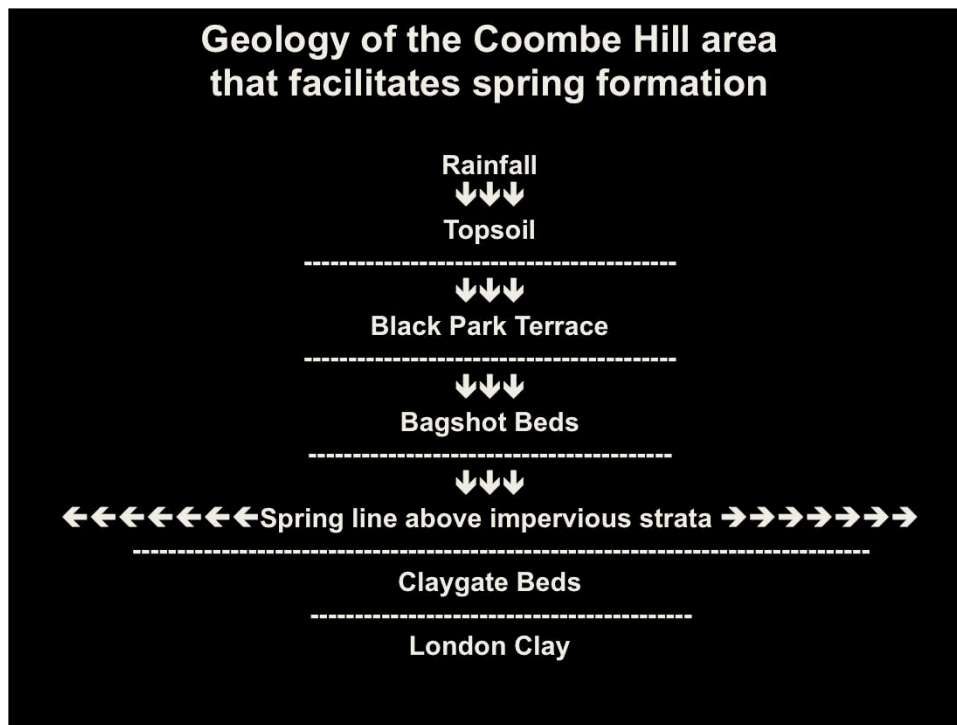 Geology of the Coombe Hill area
that facilitates spring formation
Rainfall
🡻🡻🡻
Topsoil
------------------------------------------
🡻🡻🡻
Black Park Terrace
------------------------------------------
🡻🡻🡻
Bagshot Beds
-----------------------------------------
🡻🡻🡻
🡸🡸🡸🡸🡸🡸🡸Spring line above impervious strata 🡺🡺🡺🡺🡺🡺🡺
-----------------------------------------------------------------------------------
Claygate Beds
-------------------------------------------
London Clay